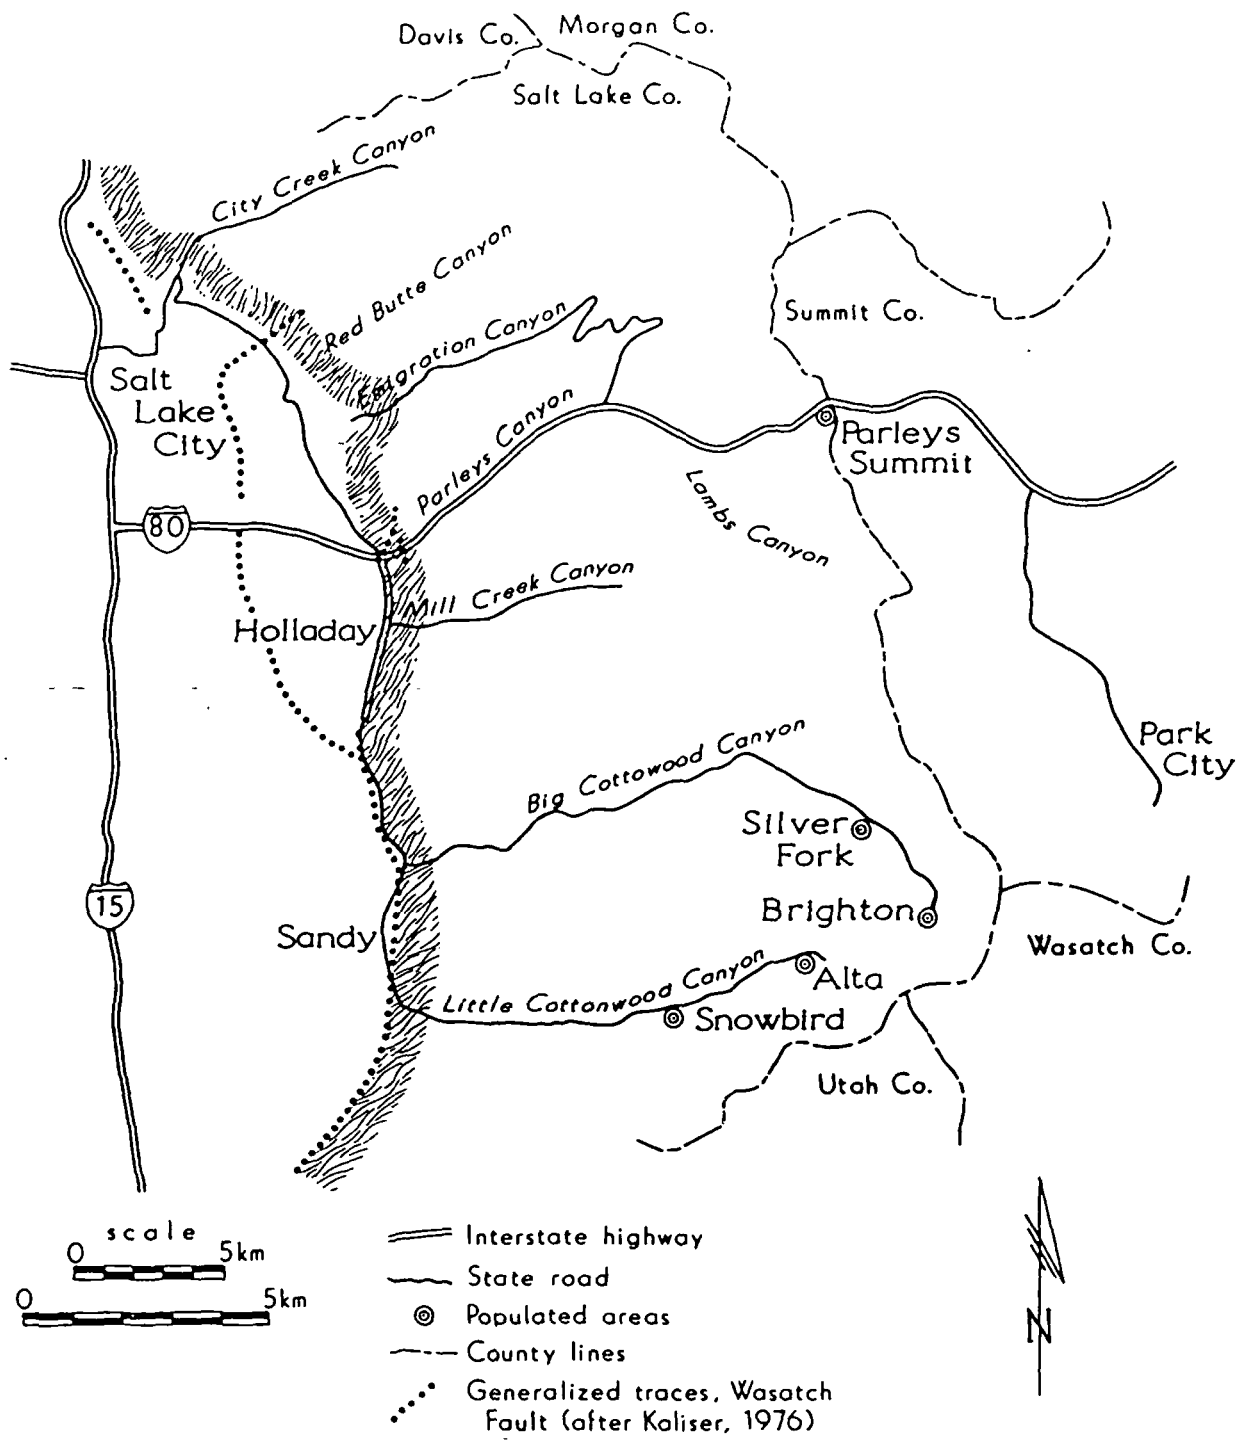 Davis Co.
Morgan Co.
Salt Lake Co.
City Creek Canyon
Red Butte Canyon
Emigration Canyon
Summit Co.
Salt
Lake
City
Parleys Canyon
Parleys
Summit
Lambs Canyon
80
Mill Creek Canyon
Holladay
Park
City
Big Cottowood Canyon
Silver
Fork
Brighton
15
Sandy
Wasatch Co.
Little Cottonwood Canyon
Alta
Snowbird
Utah Co.
scale
0 5km
0 5km
Interstate highway
State road
Populated areas
County lines
Generalized traces, Wasatch
Fault (after Kaliser, 1976)
N